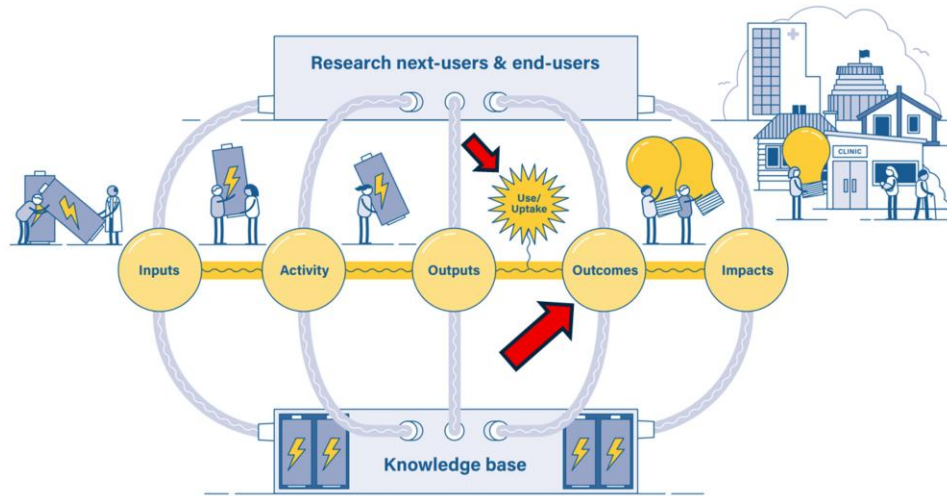 Research next-users & end-users
CLINIC
Use/
Uptake
Inputs
Activity
Outputs
Outcomes
Impacts
Knowledge base